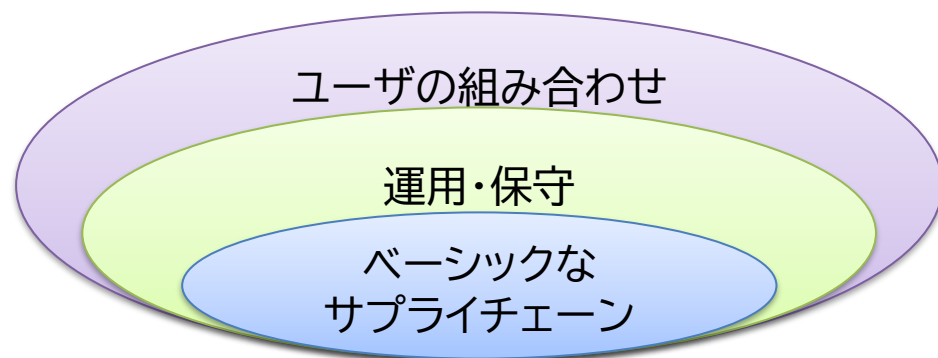 ユーザの組み合わせ
運用・保守
ベーシックな
サプライチェーン